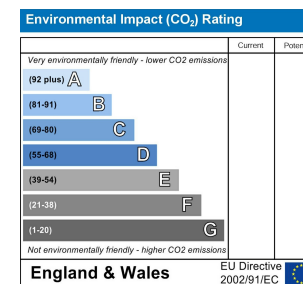 Environmental Impact (CO₂) Rating
Current Poten
Very environmentally friendly - lower CO2 emissions
(92 plus) A
(81-91) B
(69-80) C
(55-68) D
(39-54) E
(21-38) F
(1-20) G
Not environmentally friendly - higher CO2 emissions
England & Wales
EU Directive
2002/91/EC